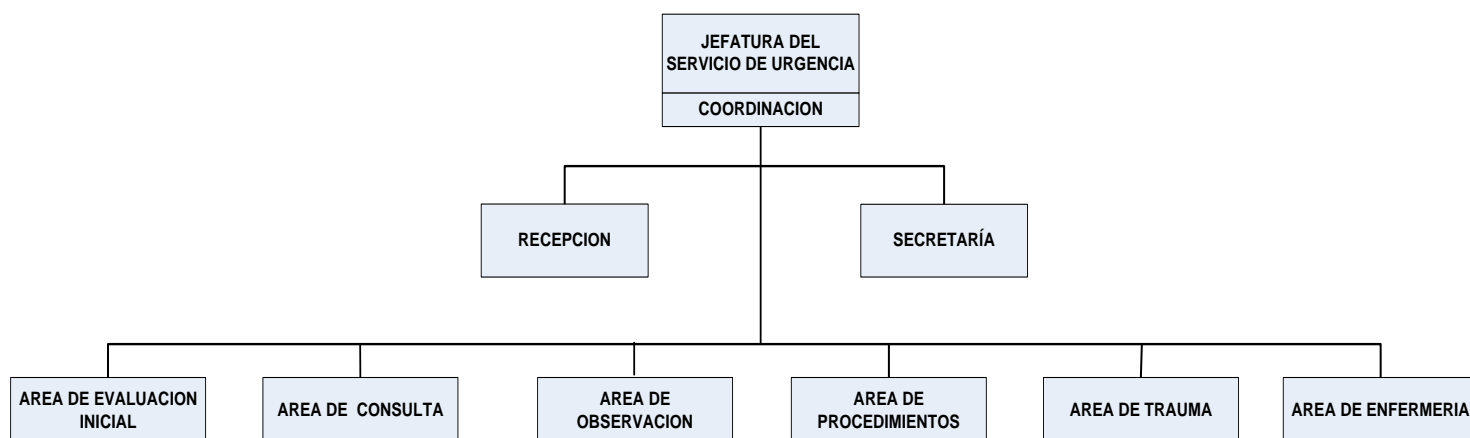 JEFATURA DEL
SERVICIO DE URGENCIA
COORDINACION
RECEPCION
SECRETARÍA
AREA DE EVALUACION
INICIAL
AREA DE CONSULTA
AREA DE
OBSERVACION
AREA DE
PROCEDIMIENTOS
AREA DE TRAUMA
AREA DE ENFERMERIA